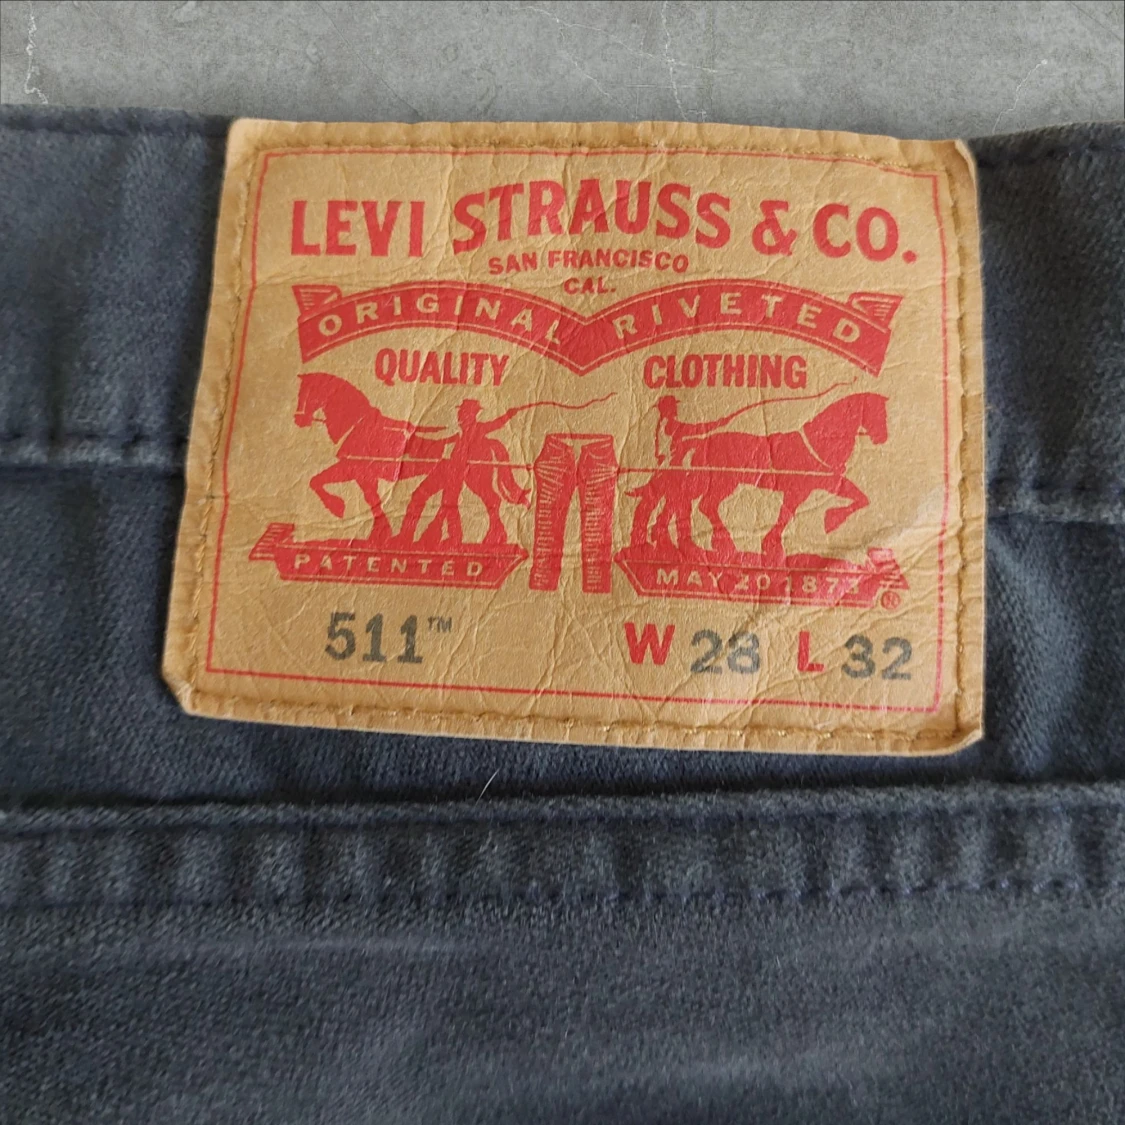 LEVI STRAUSS & CO.
SAN FRANCISCO
CAL.
ORIGINAL RIVETED
QUALITY CLOTHING
PATENTED MAY 20 1873
®
511™ W 28 L 32